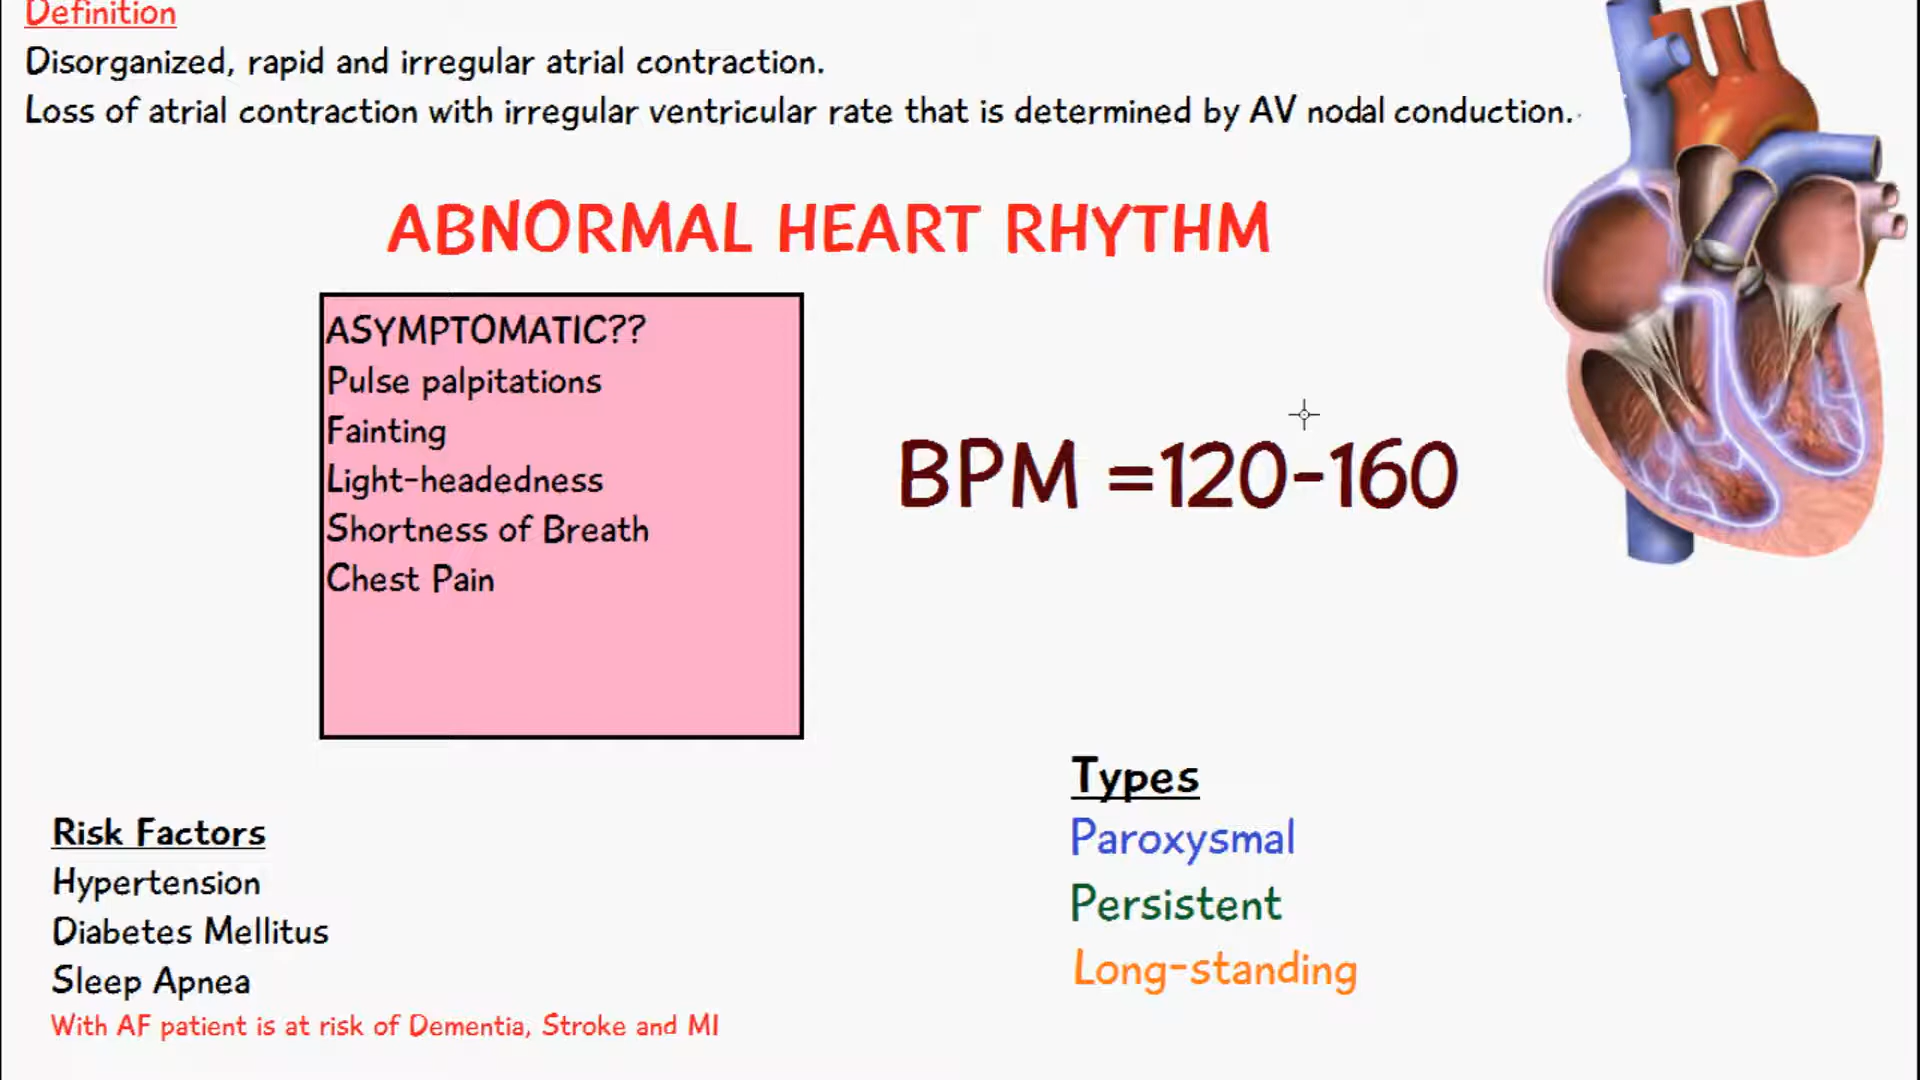 Definition
Disorganized, rapid and irregular atrial contraction.
Loss of atrial contraction with irregular ventricular rate that is determined by AV nodal conduction.
ABNORMAL HEART RHYTHM
ASYMPTOMATIC??
Pulse palpitations
Fainting
Light-headedness
Shortness of Breath
Chest Pain
BPM =120-160
Risk Factors
Hypertension
Diabetes Mellitus
Sleep Apnea
With AF patient is at risk of Dementia, Stroke and MI
Types
Paroxysmal
Persistent
Long-standing